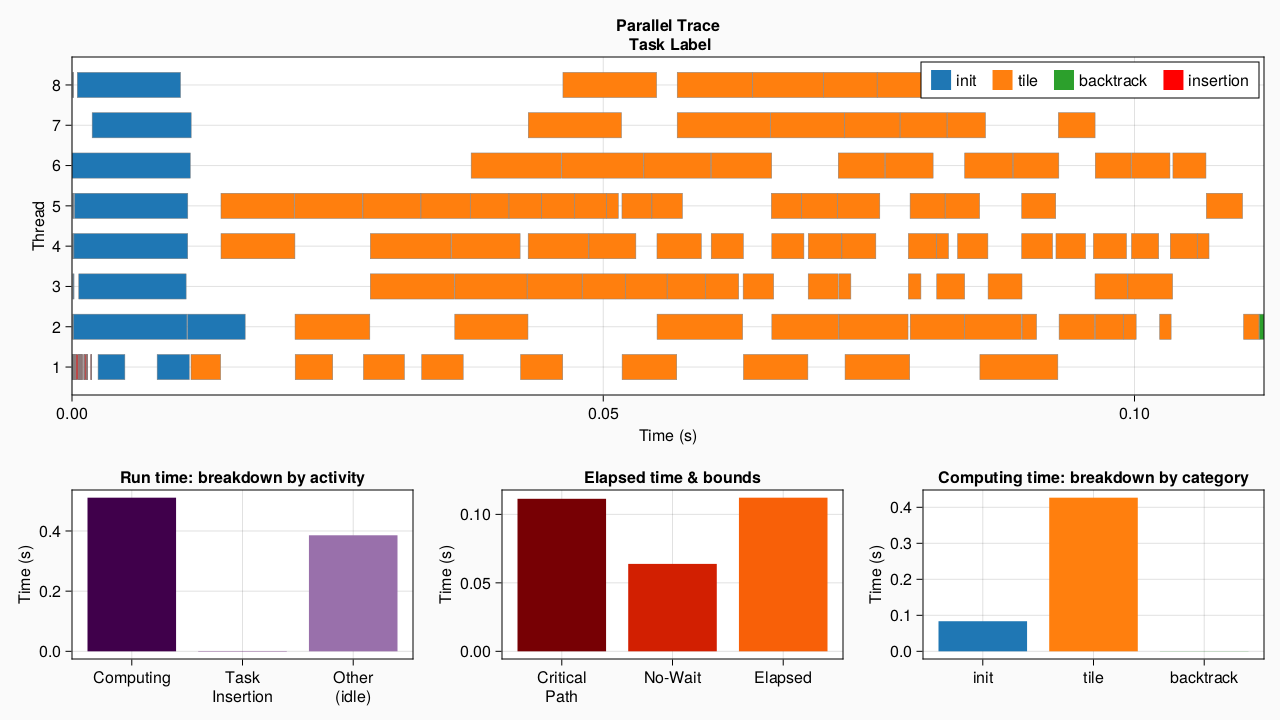 Parallel Trace
Task Label
init tile backtrack insertion
Thread
8
7
6
5
4
3
2
1
0.00 0.05 0.10
Time (s)
Run time: breakdown by activity
Time (s)
0.4
0.2
0.0
Computing Task Insertion Other (idle)
Elapsed time & bounds
Time (s)
0.10
0.05
0.00
Critical Path No-Wait Elapsed
Computing time: breakdown by category
Time (s)
0.4
0.3
0.2
0.1
0.0
init tile backtrack